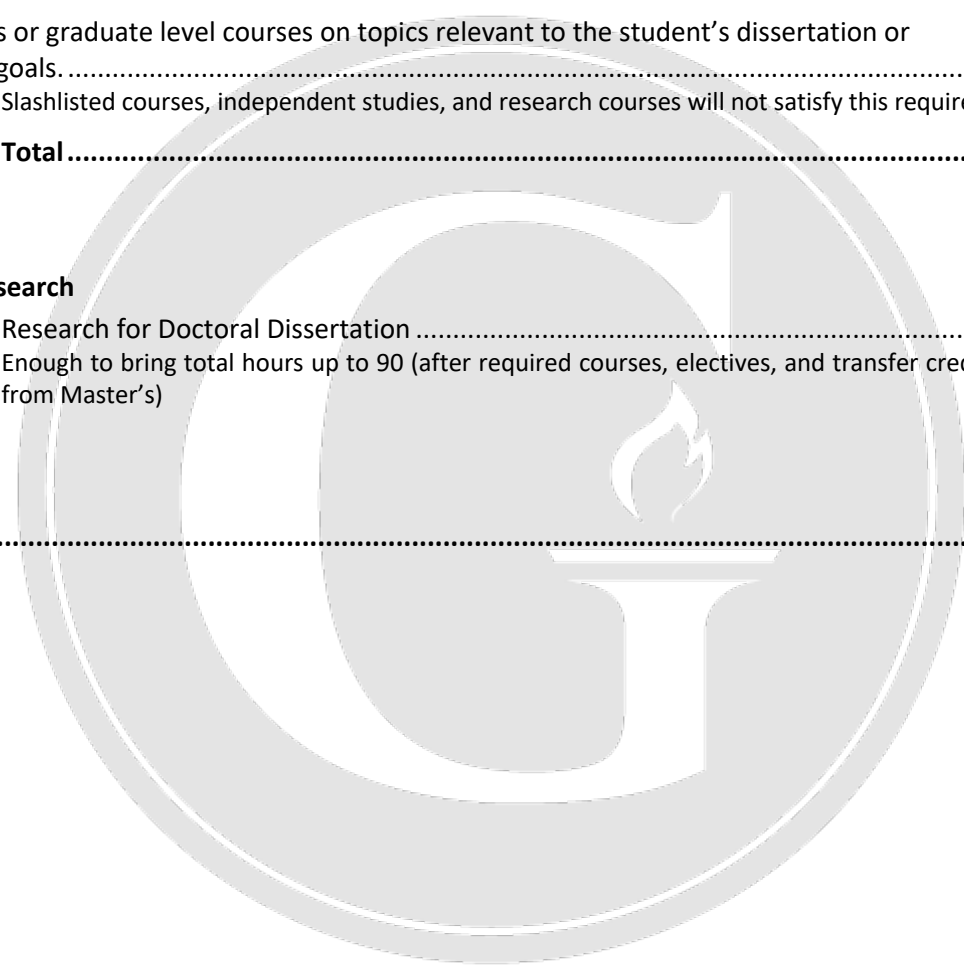 s or graduate level courses on topics relevant to the student’s dissertation or
goals. ..........................................................................................................................
Slashlisted courses, independent studies, and research courses will not satisfy this require
Total ....................................................................................................................
search
Research for Doctoral Dissertation ..........................................................................
Enough to bring total hours up to 90 (after required courses, electives, and transfer cred
from Master’s)
..................................................................................................................................
G